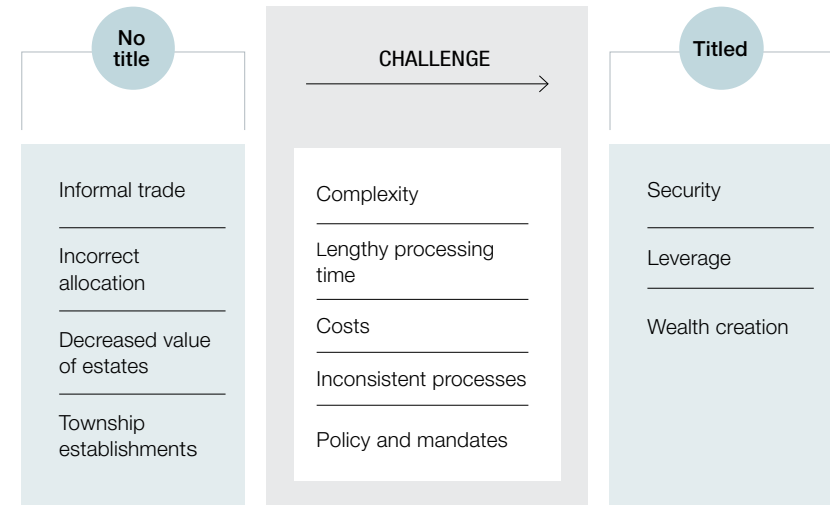 No
title
Informal trade
Incorrect
allocation
Decreased value
of estates
Township
establishments
CHALLENGE
Complexity
Lengthy processing
time
Costs
Inconsistent processes
Policy and mandates
Titled
Security
Leverage
Wealth creation